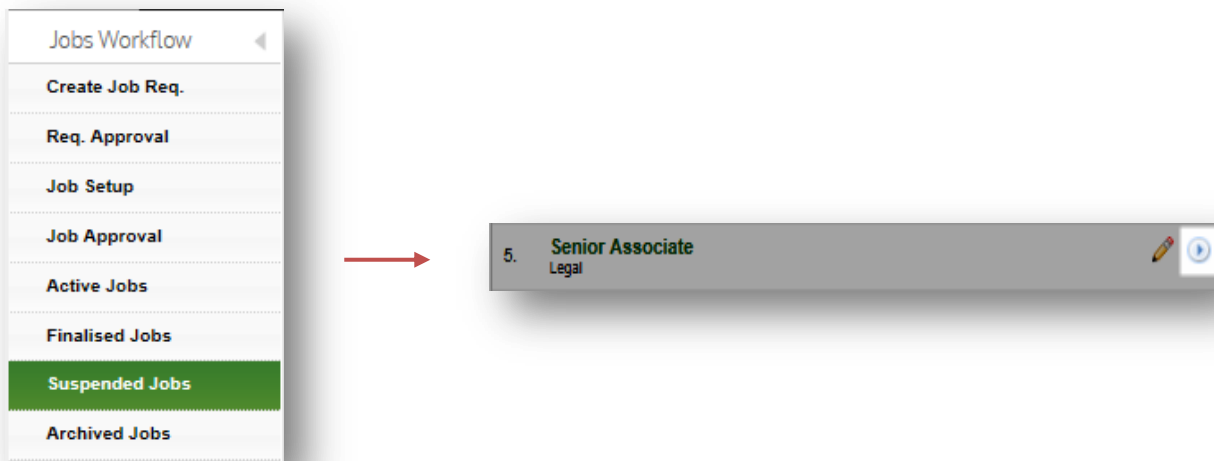 Jobs Workflow
Create Job Req.
Req. Approval
Job Setup
Job Approval
Active Jobs
Finalised Jobs
Suspended Jobs
Archived Jobs
5. Senior Associate
Legal